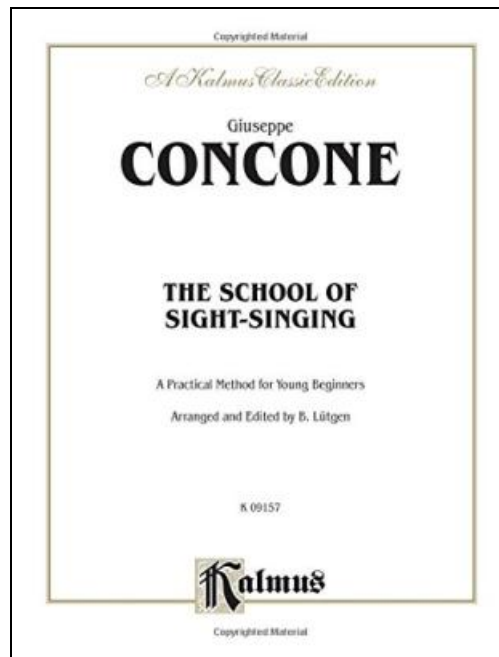 Copyrighted Material
A Kalmus Classic Edition
Giuseppe
CONCONE
THE SCHOOL OF
SIGHT-SINGING
A Practical Method for Young Beginners
Arranged and Edited by B. Lütgen
K 09157
Kalmus
Copyrighted Material